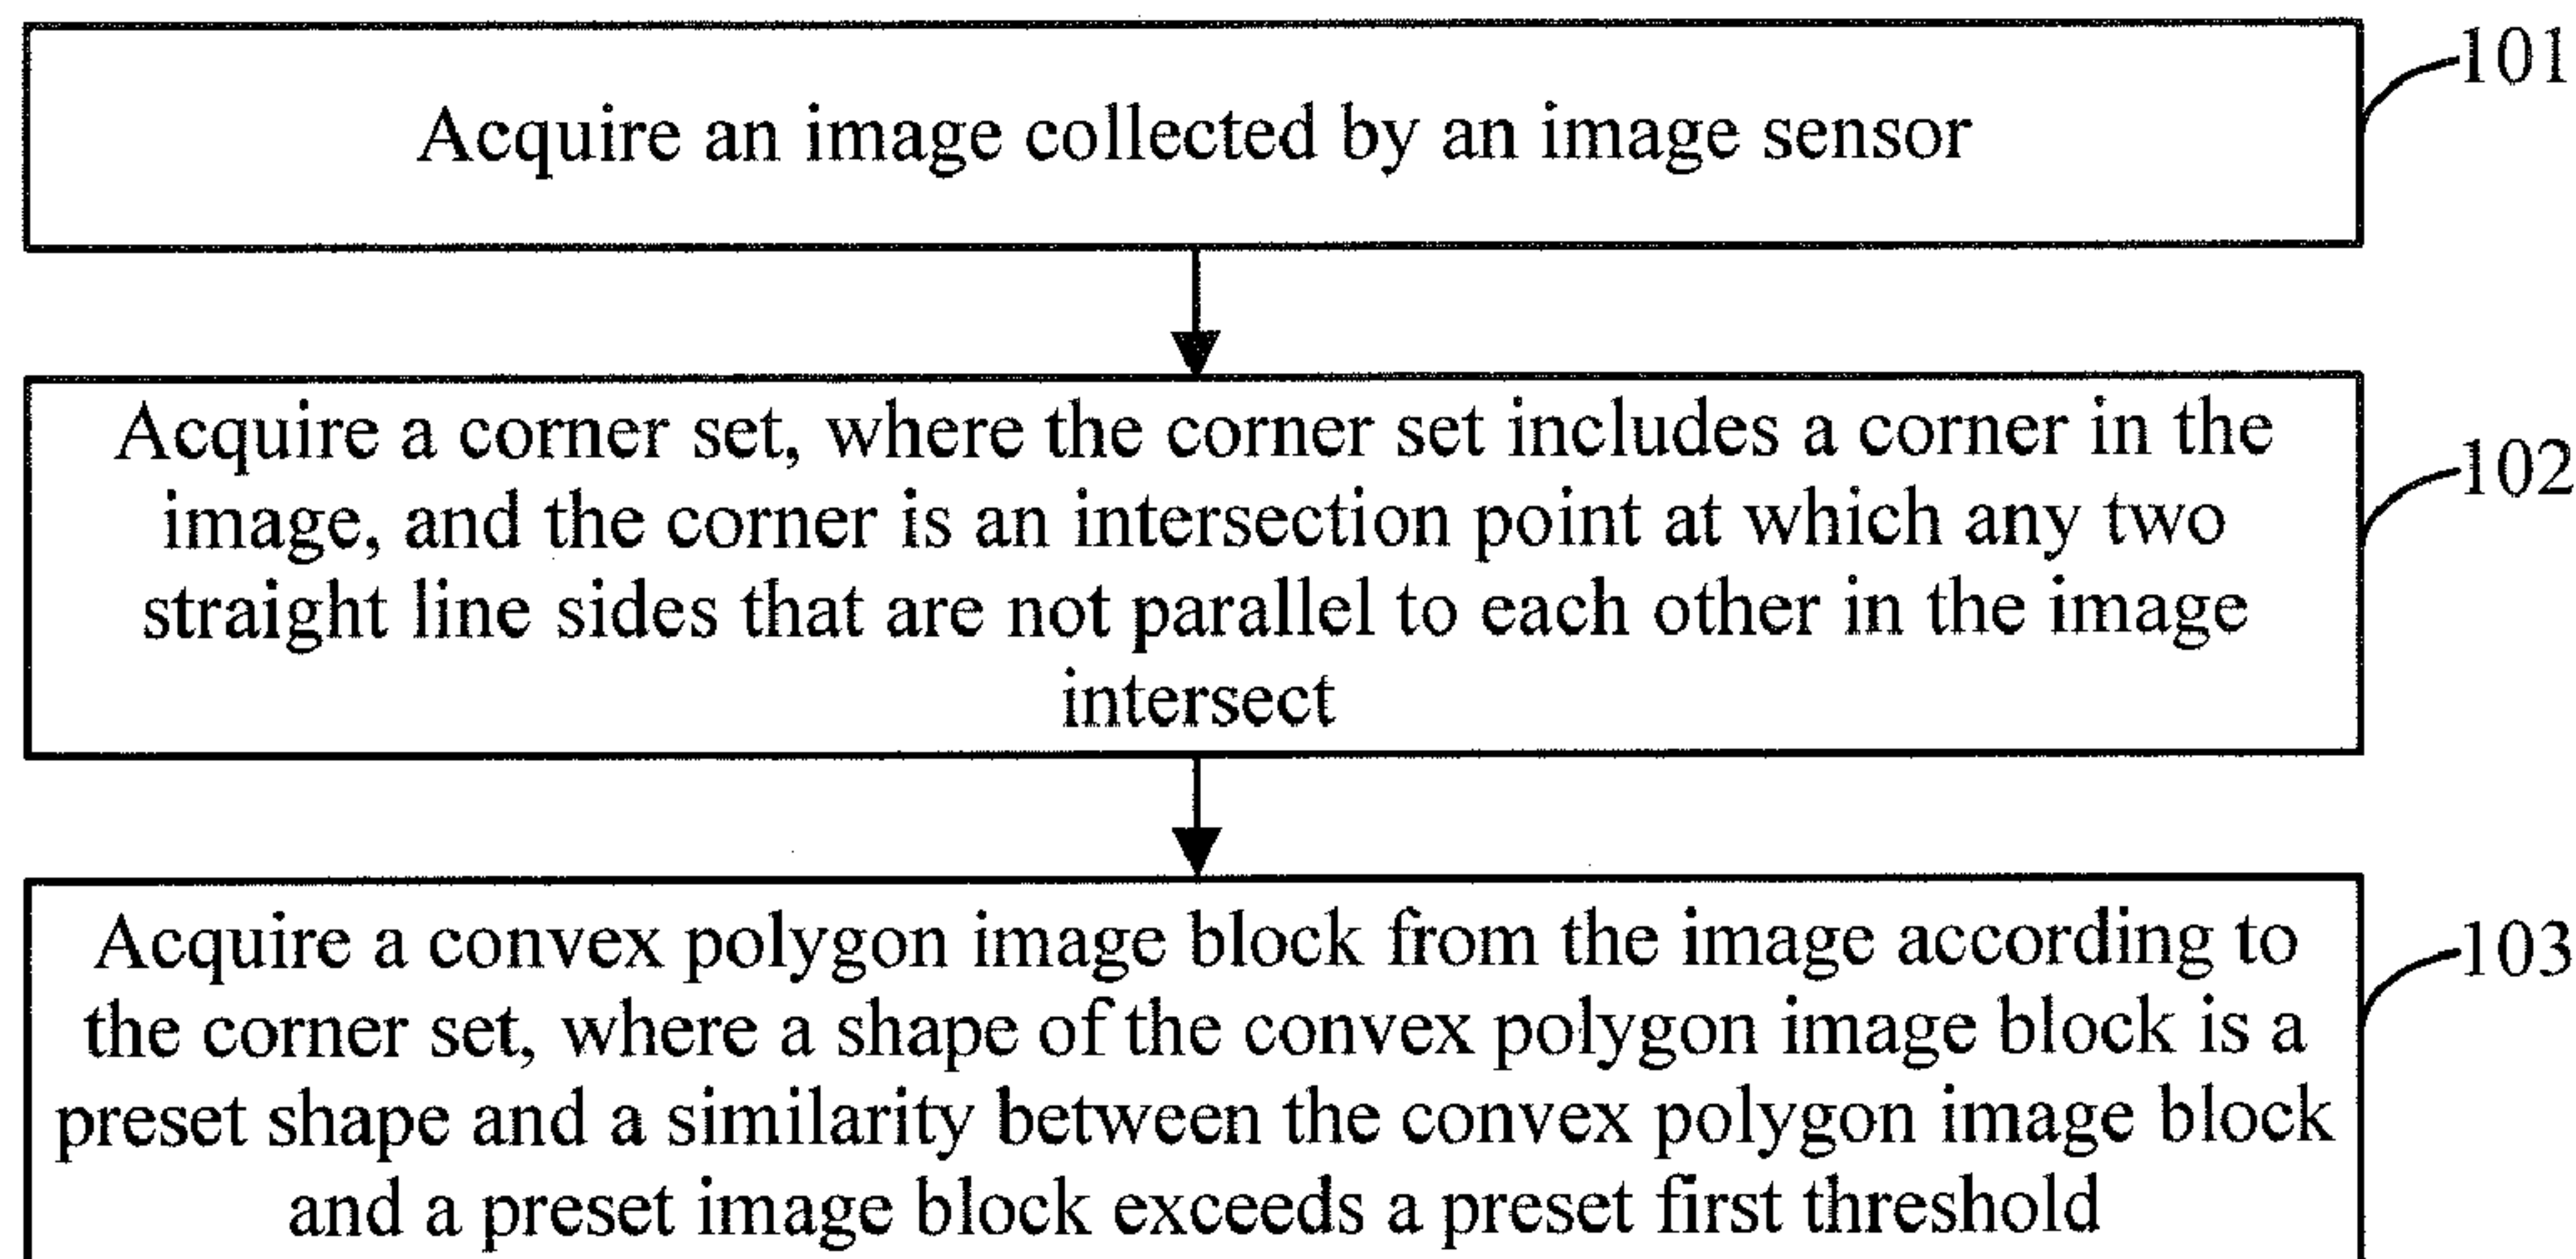 Acquire an image collected by an image sensor
101
Acquire a corner set, where the corner set includes a corner in the
image, and the corner is an intersection point at which any two
straight line sides that are not parallel to each other in the image
intersect
102
Acquire a convex polygon image block from the image according to
the corner set, where a shape of the convex polygon image block is a
preset shape and a similarity between the convex polygon image block
and a preset image block exceeds a preset first threshold
103